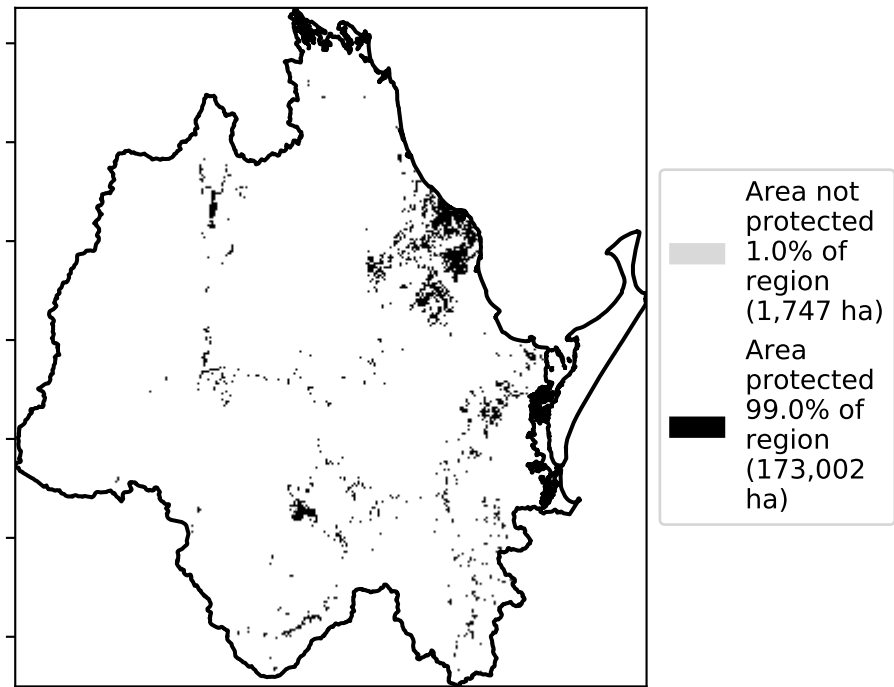 Area not
protected
1.0% of
region
(1,747 ha)
Area
protected
99.0% of
region
(173,002
ha)